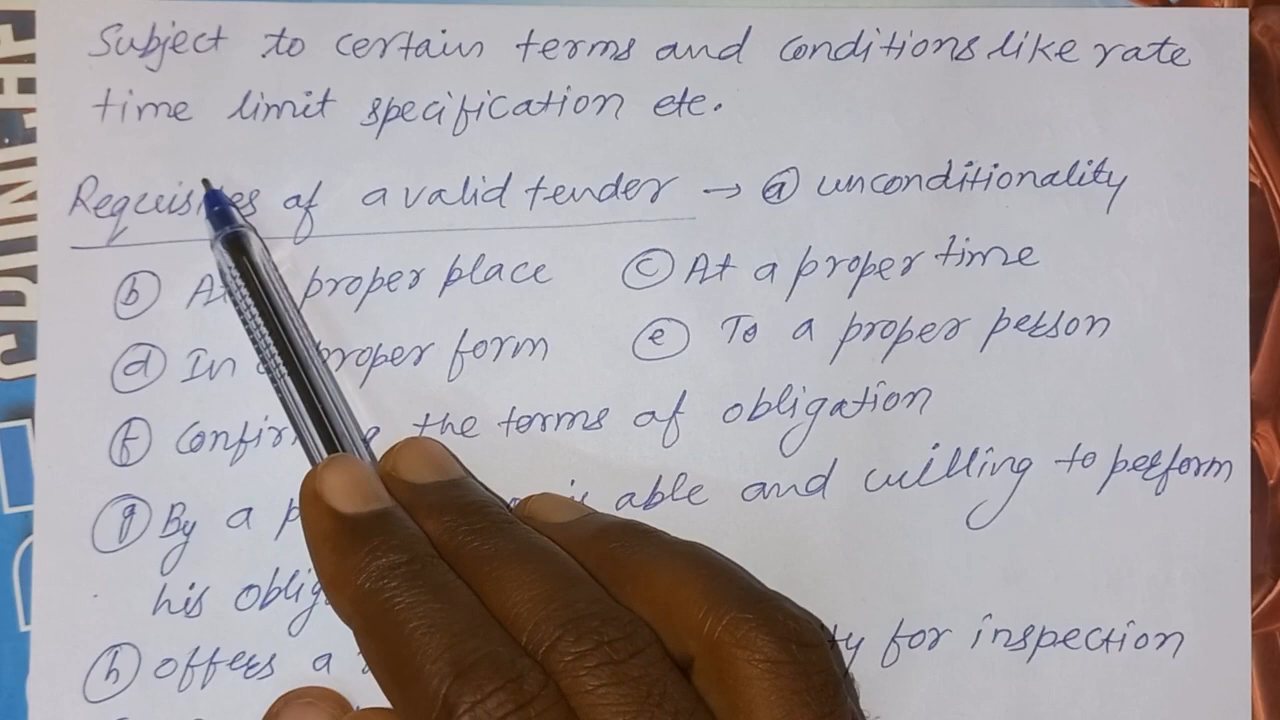 Subject to certain terms and conditions like rate
time limit specification etc.
Requisites of a valid tender → (a) unconditionality
(b) At proper place (c) At a proper time
(d) In proper form (e) To a proper person
(f) the terms of obligation
(g) By a is able and willing to perform
his
(h) offers a for inspection